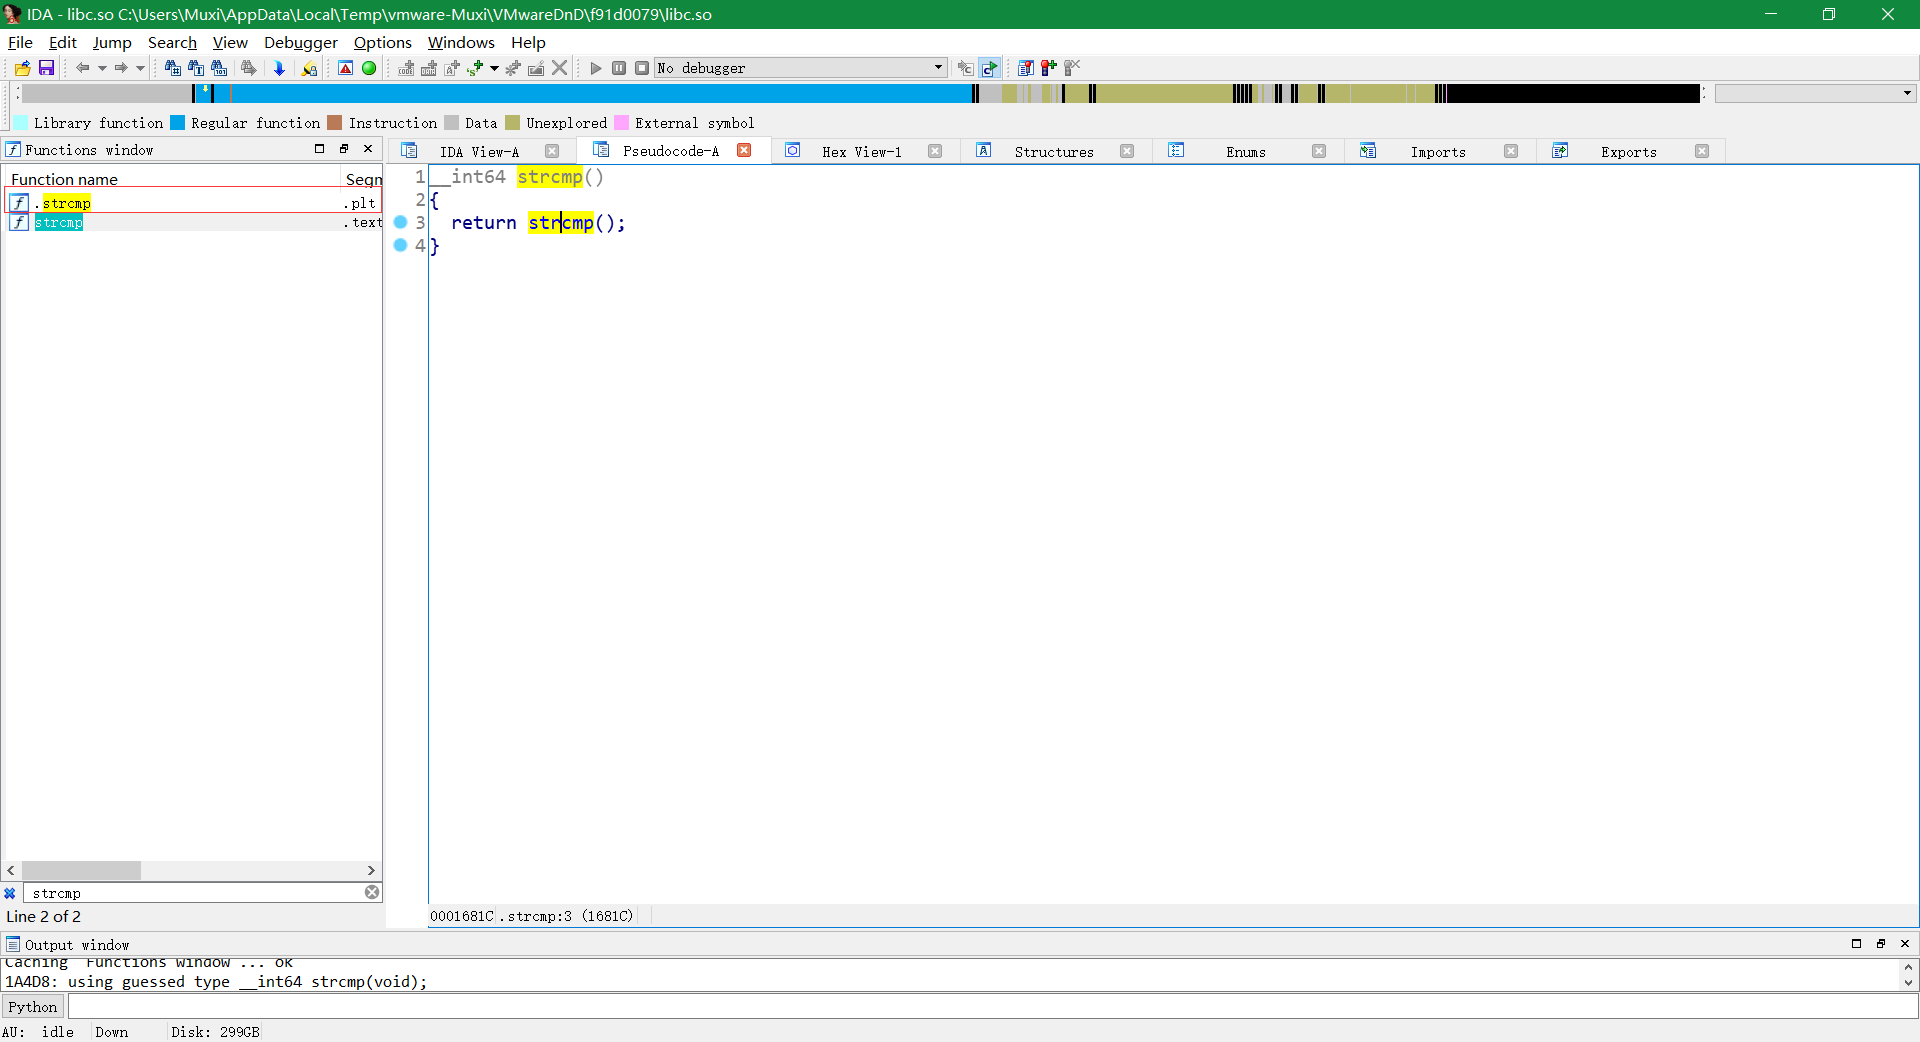 IDA - libc.so C:\Users\Muxi\AppData\Local\Temp\vmware-Muxi\VMwareDnD\f91d0079\libc.so
File Edit Jump Search View Debugger Options Windows Help
No debugger
Library function Regular function Instruction Data Unexplored External symbol
Functions window
IDA View-A Pseudocode-A Hex View-1 Structures Enums Imports Exports
Function name Segm
.strcmp .plt
strcmp .text
1 __int64 strcmp()
2 {
3 return strcmp();
4 }
strcmp
Line 2 of 2
0001681C .strcmp:3 (1681C)
Output window
Caching 'Functions window'... ok
1A4D8: using guessed type __int64 strcmp(void);
Python
AU: idle Down Disk: 299GB